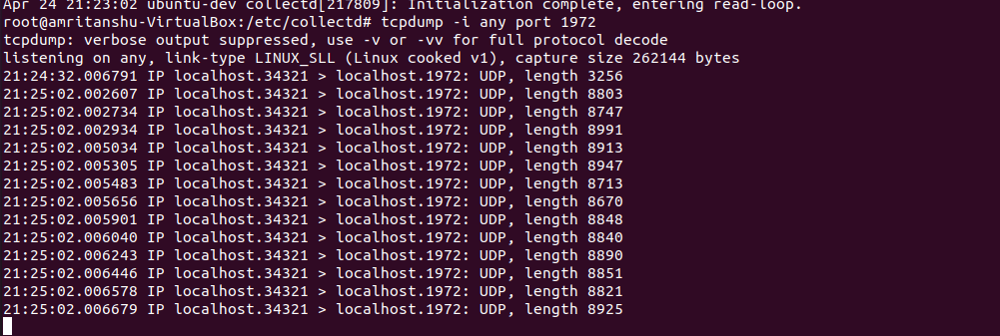 Apr 24 21:23:02 ubuntu-dev collectd[217809]: Initialization complete, entering read-loop.
root@amritanshu-VirtualBox:/etc/collectd# tcpdump -i any port 1972
tcpdump: verbose output suppressed, use -v or -vv for full protocol decode
listening on any, link-type LINUX_SLL (Linux cooked v1), capture size 262144 bytes
21:24:32.006791 IP localhost.34321 > localhost.1972: UDP, length 3256
21:25:02.002607 IP localhost.34321 > localhost.1972: UDP, length 8803
21:25:02.002734 IP localhost.34321 > localhost.1972: UDP, length 8747
21:25:02.002934 IP localhost.34321 > localhost.1972: UDP, length 8991
21:25:02.005034 IP localhost.34321 > localhost.1972: UDP, length 8913
21:25:02.005305 IP localhost.34321 > localhost.1972: UDP, length 8947
21:25:02.005483 IP localhost.34321 > localhost.1972: UDP, length 8713
21:25:02.005656 IP localhost.34321 > localhost.1972: UDP, length 8670
21:25:02.005901 IP localhost.34321 > localhost.1972: UDP, length 8848
21:25:02.006040 IP localhost.34321 > localhost.1972: UDP, length 8840
21:25:02.006243 IP localhost.34321 > localhost.1972: UDP, length 8890
21:25:02.006446 IP localhost.34321 > localhost.1972: UDP, length 8851
21:25:02.006578 IP localhost.34321 > localhost.1972: UDP, length 8821
21:25:02.006679 IP localhost.34321 > localhost.1972: UDP, length 8925